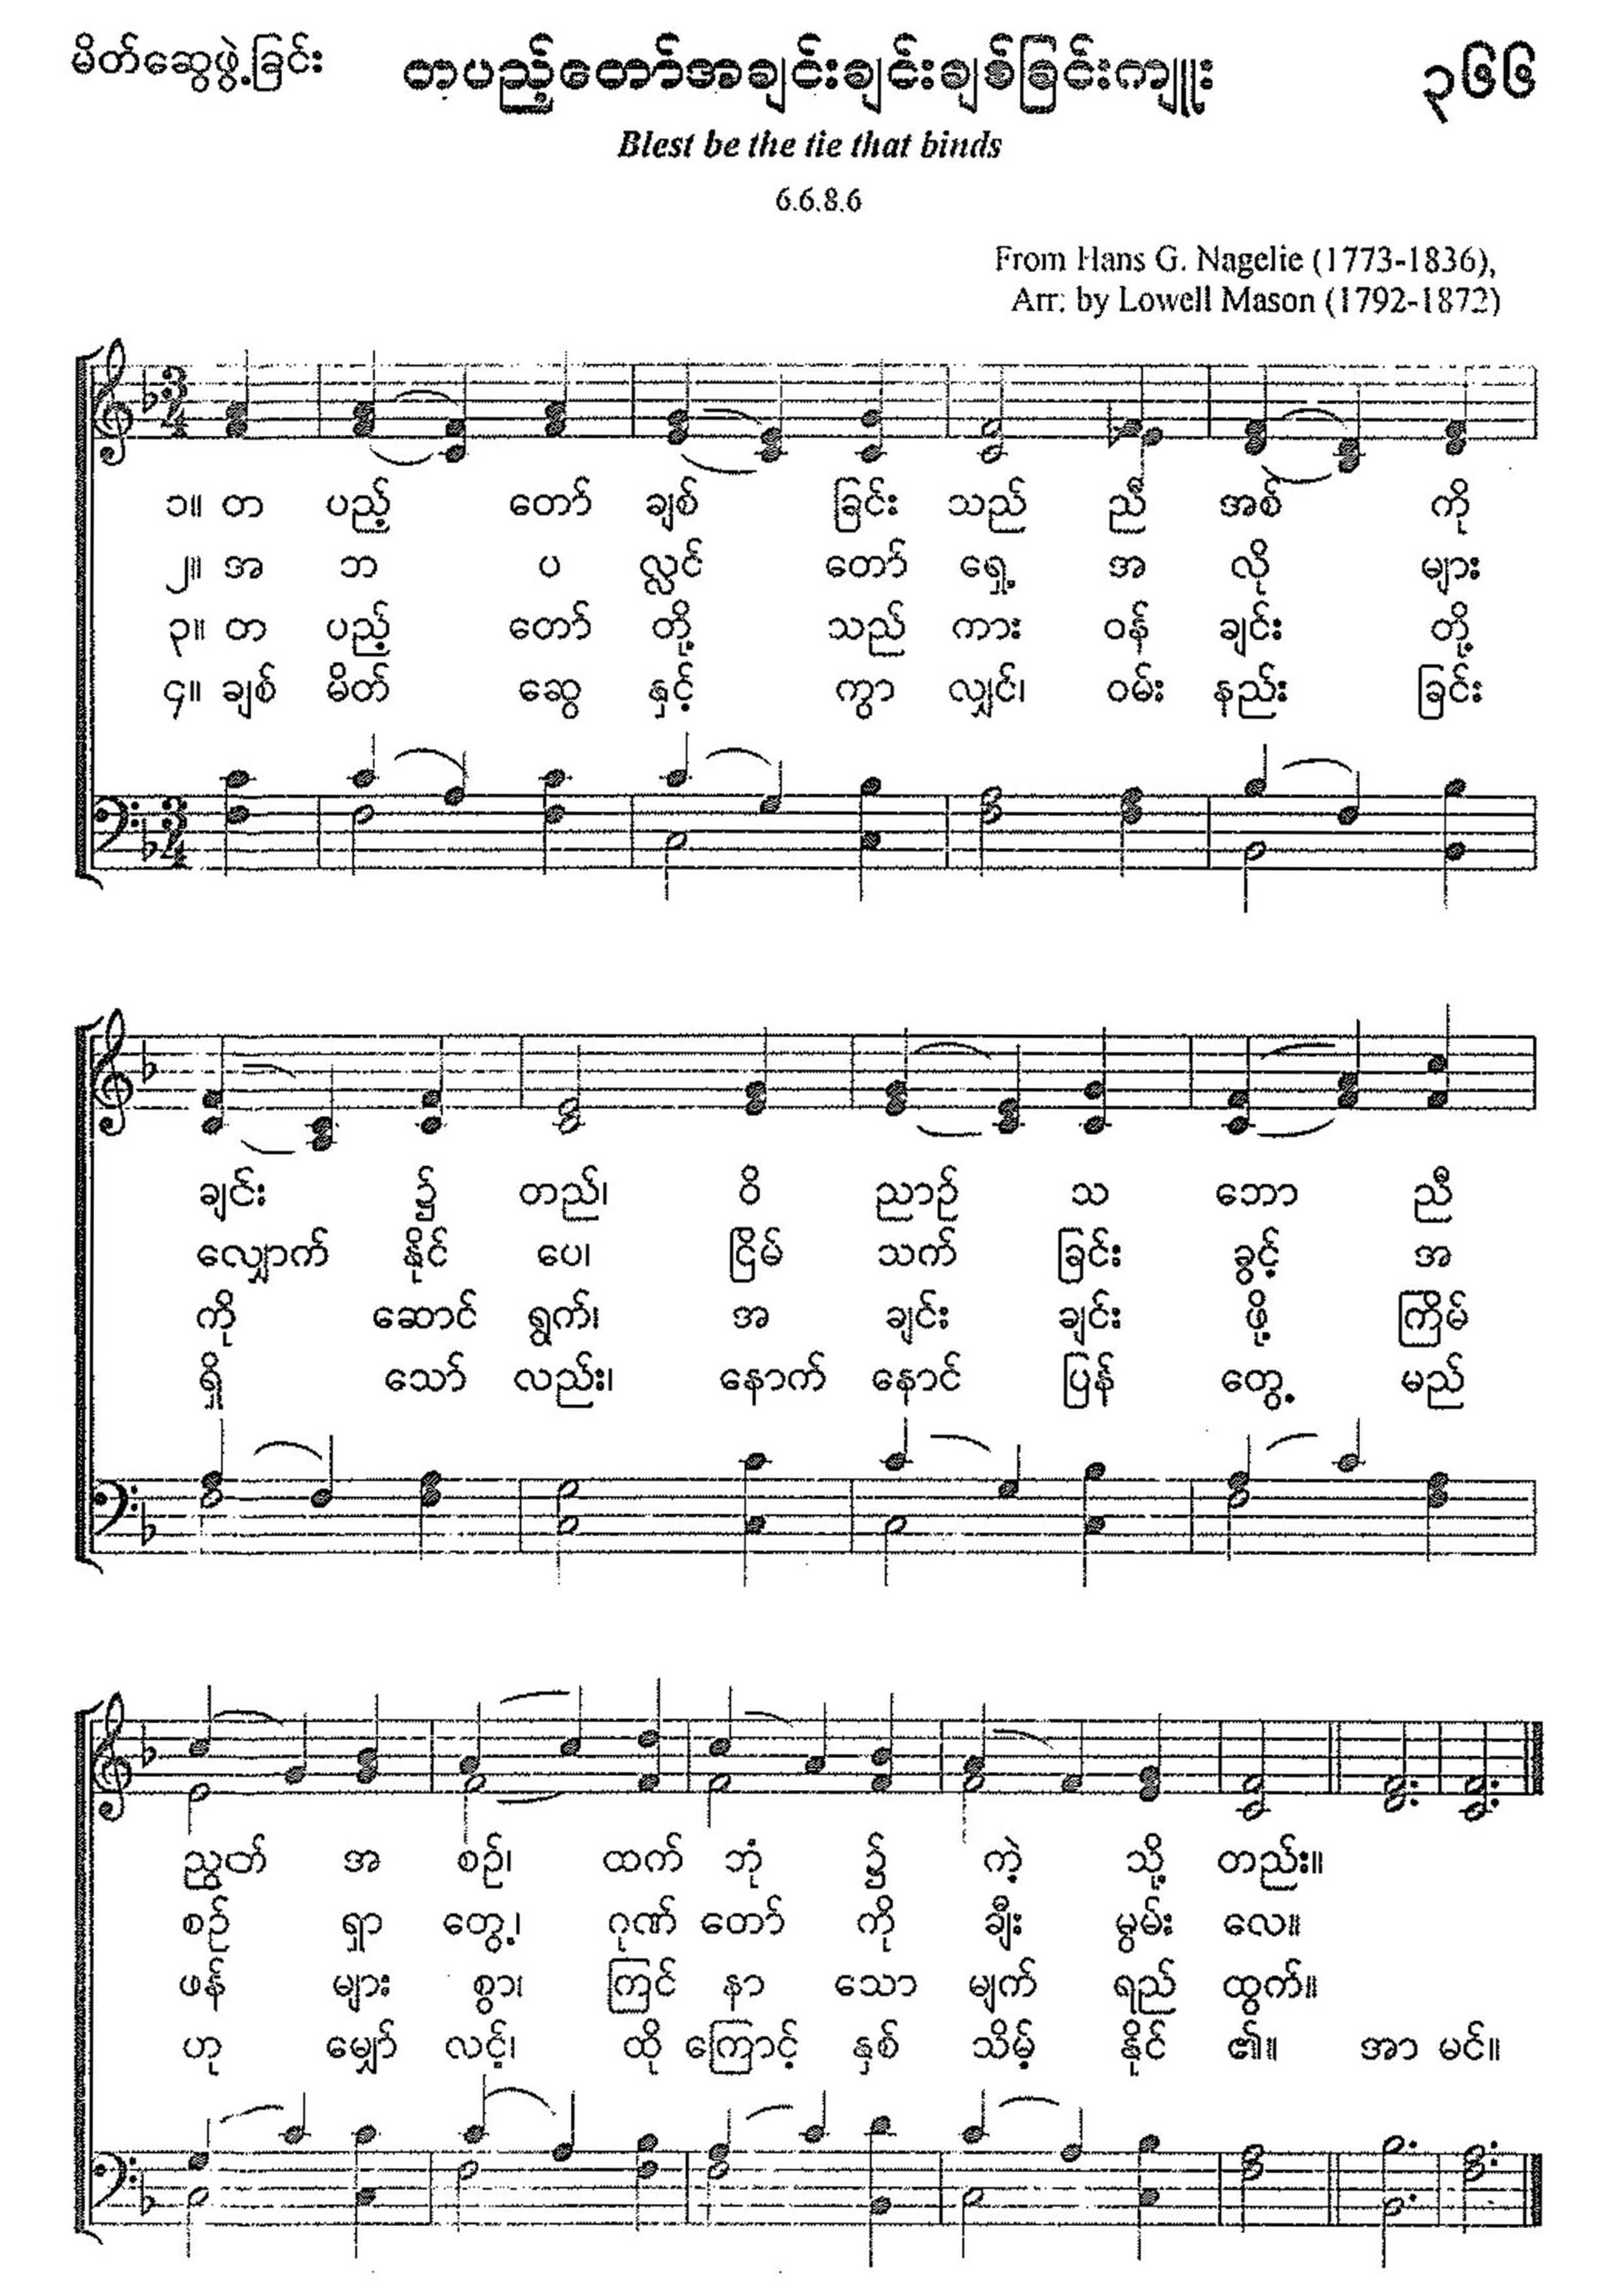 မိတ်ဆွေဖွဲ့ခြင်း တပည့်တော်အချင်းချင်းချစ်ခြင်းကျူး ၃၆၆
Blest be the tie that binds
6.6.8.6
From Hans G. Nagelie (1773-1836),
Arr: by Lowell Mason (1792-1872)
၁။ တ ပည့် တော် ချစ် ခြင်း သည် ညီ အစ် ကို
၂။ အ ဘ ပ လ္လင် တော် ရှေ့ အ လို များ
၃။ တ ပည့် တော် တို့ သည် ကား ဝန် ချင်း တို့
၄။ ချစ် မိတ် ဆွေ နှင့် ကွာ လျှင်၊ ဝမ်း နည်း ခြင်း
ချင်း ၌ တည်၊ ဝိ ညာဉ် သ ဘော ညီ
လျှောက် နိုင် ပေ၊ ငြိမ် သက် ခြင်း ခွင့် အ
ကို ဆောင် ရွက်၊ အ ချင်း ချင်း ဖို့ ကြိမ်
ရှိ သော် လည်း၊ နောက် နောင် ပြန် တွေ့ မည်
ညွတ် အ စဉ်၊ ထက် ဘုံ ၌ ကဲ့ သို့ တည်း။
စဉ် ရှာ တွေ့၊ ဂုဏ် တော် ကို ချီး မွမ်း လေ။
ဖန် များ စွာ၊ ကြင် နာ သော မျက် ရည် ထွက်။
ဟု မျှော် လင့်၊ ထို ကြောင့် နှစ် သိမ့် နိုင် ၏။ အာ မင်။